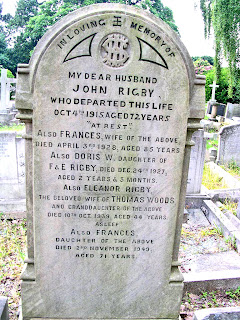 IN LOVING MEMORY OF
IHS
MY DEAR HUSBAND
JOHN RIGBY
WHO DEPARTED THIS LIFE
OCT 4TH 1915 AGED 72 YEARS
"AT REST"
ALSO FRANCES, WIFE OF THE ABOVE
DIED APRIL 3RD 1928, AGED 85 YEARS.
ALSO DORIS W. DAUGHTER OF
F & E RIGBY, DIED DEC. 24TH 1927,
AGED 2 YEARS & 3 MONTHS.
ALSO ELEANOR RIGBY,
THE BELOVED WIFE OF THOMAS WOODS
AND GRANDDAUGHTER OF THE ABOVE
DIED 10TH OCT. 1939, AGED 44 YEARS
ASLEEP
ALSO FRANCES,
DAUGHTER OF THE ABOVE
DIED 2ND NOVEMBER 1949,
AGED 71 YEARS.